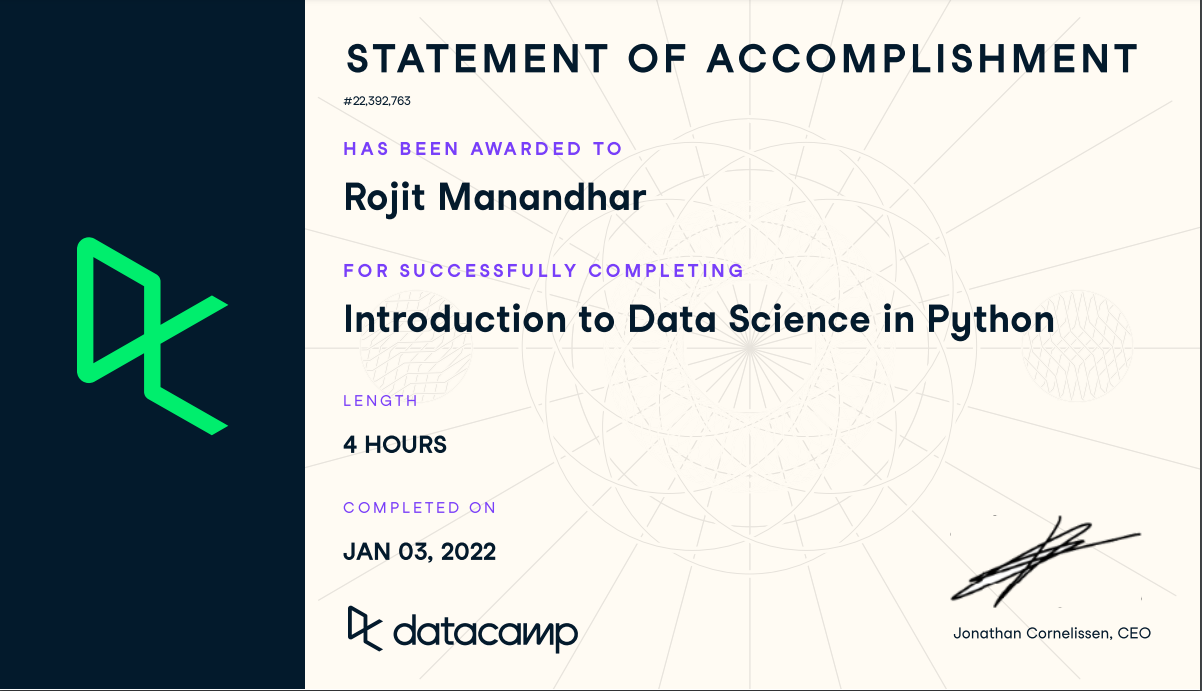 STATEMENT OF ACCOMPLISHMENT
#22,392,763
HAS BEEN AWARDED TO
Rojit Manandhar
FOR SUCCESSFULLY COMPLETING
Introduction to Data Science in Python
LENGTH
4 HOURS
COMPLETED ON
JAN 03, 2022
datacamp
Jonathan Cornelissen, CEO